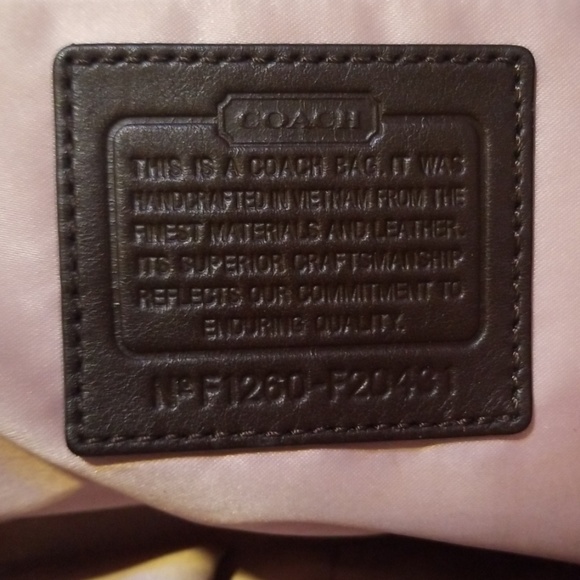 COACH
THIS IS A COACH BAG. IT WAS
HANDCRAFTED IN VIETNAM FROM THE
FINEST MATERIALS AND LEATHER.
ITS SUPERIOR CRAFTSMANSHIP
REFLECTS OUR COMMITMENT TO
ENDURING QUALITY.
Nº F1260-F20431